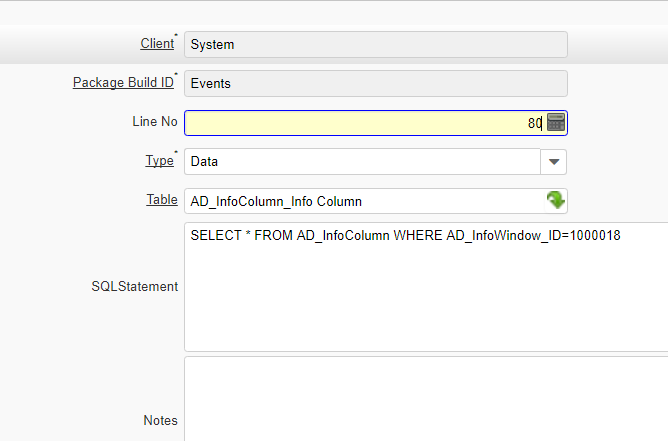 Client* System
Package Build ID* Events
Line No 80
Type* Data
Table AD_InfoColumn_Info Column
SELECT * FROM AD_InfoColumn WHERE AD_InfoWindow_ID=1000018
SQLStatement
Notes